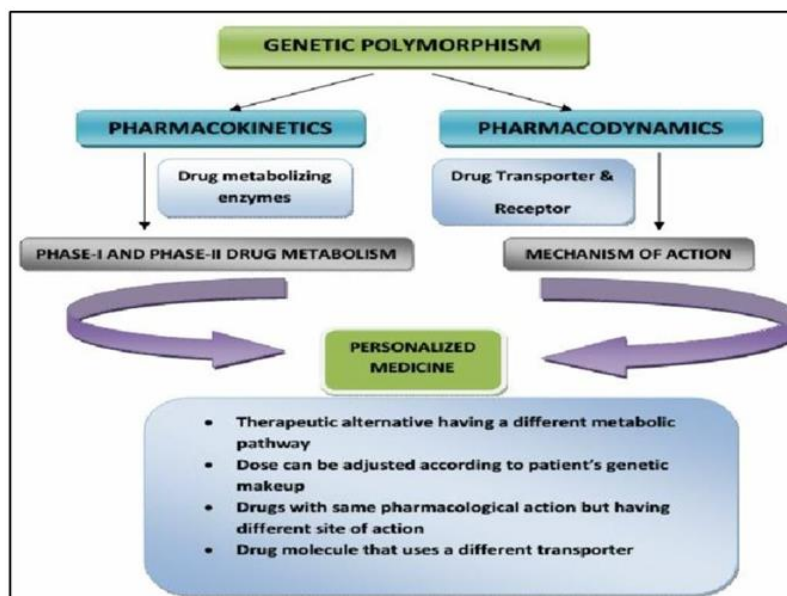 GENETIC POLYMORPHISM
PHARMACOKINETICS
PHARMACODYNAMICS
Drug metabolizing
enzymes
Drug Transporter &
Receptor
PHASE-I AND PHASE-II DRUG METABOLISM
MECHANISM OF ACTION
PERSONALIZED
MEDICINE
• Therapeutic alternative having a different metabolic
pathway
• Dose can be adjusted according to patient's genetic
makeup
• Drugs with same pharmacological action but having
different site of action
• Drug molecule that uses a different transporter